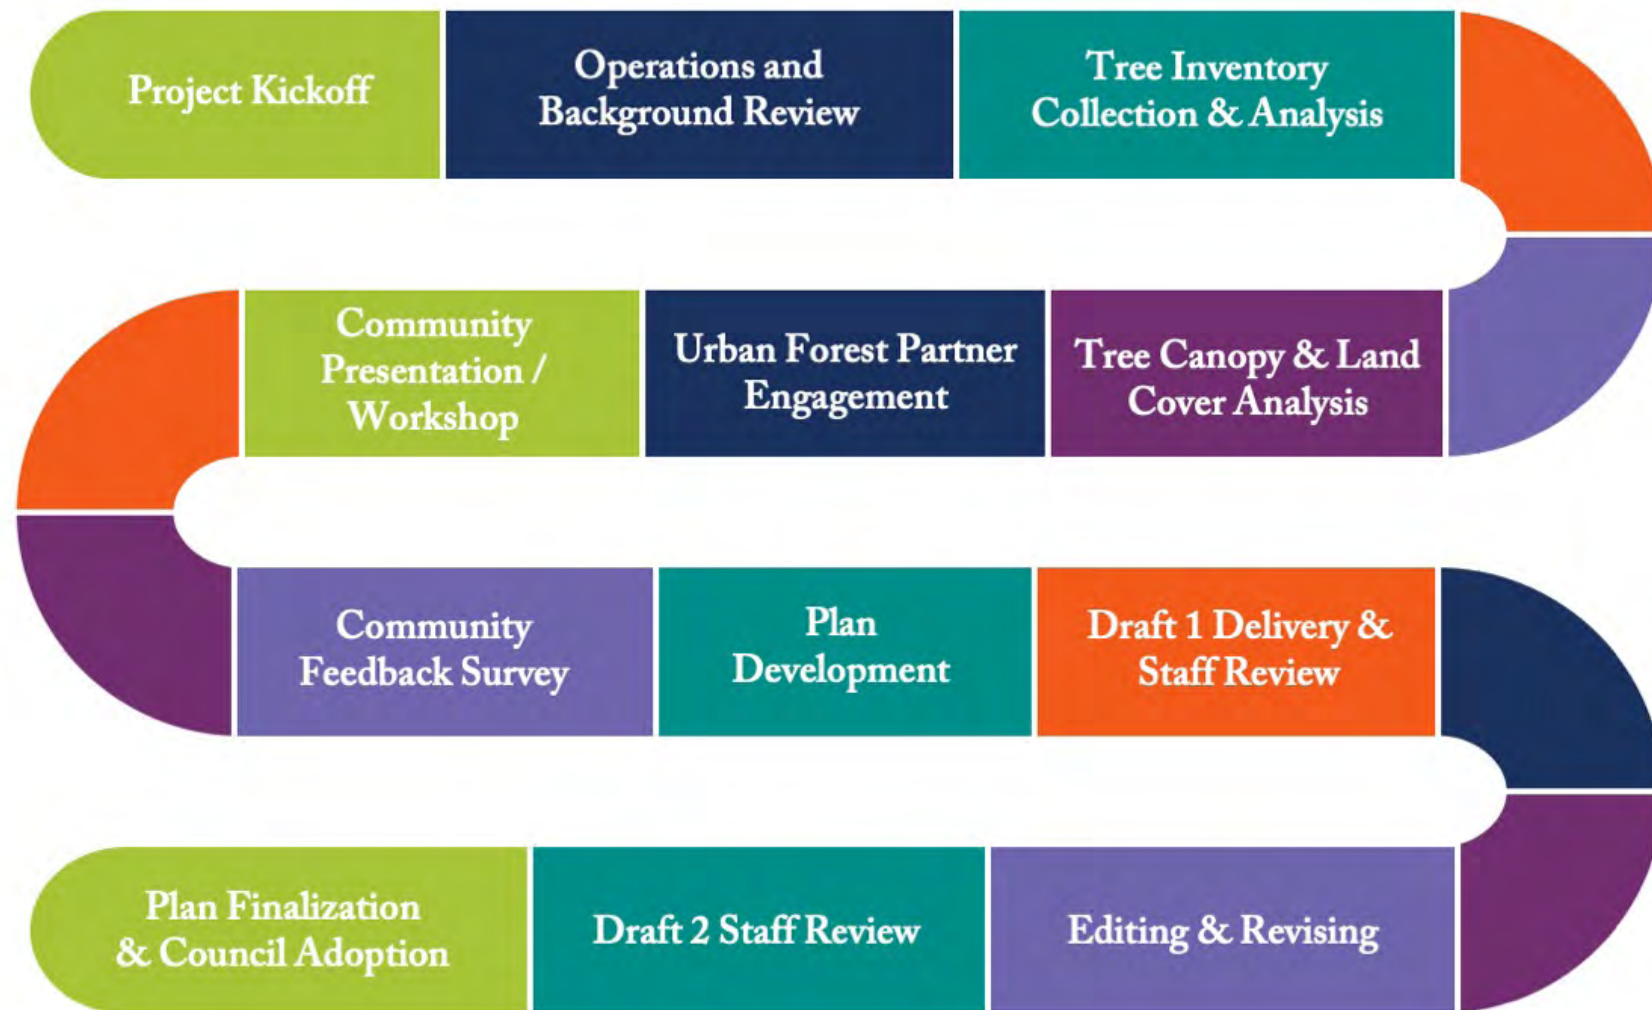 Project Kickoff
Operations and
Background Review
Tree Inventory
Collection & Analysis
Tree Canopy & Land
Cover Analysis
Urban Forest Partner
Engagement
Community
Presentation /
Workshop
Community
Feedback Survey
Plan
Development
Draft 1 Delivery &
Staff Review
Editing & Revising
Draft 2 Staff Review
Plan Finalization
& Council Adoption